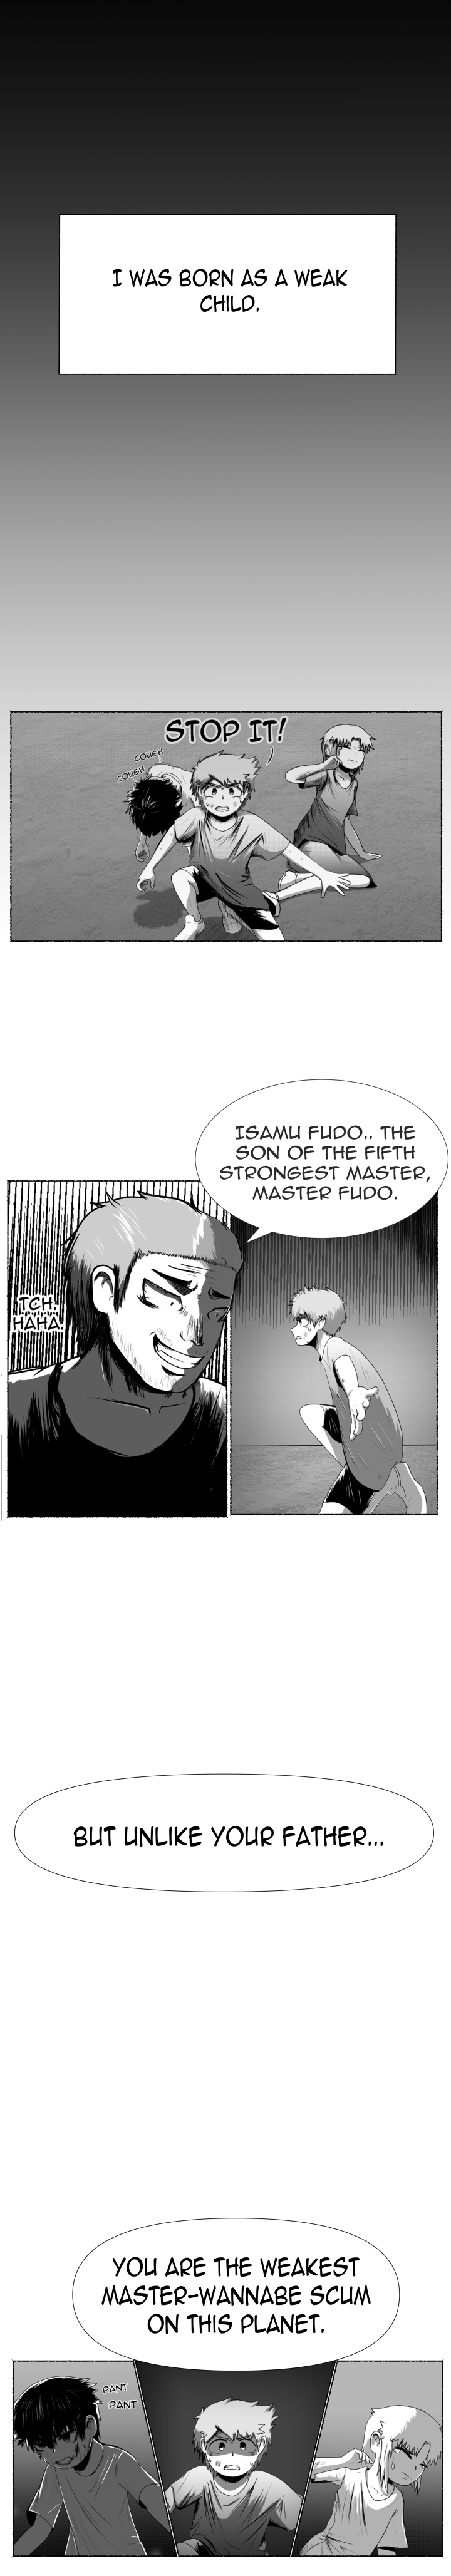 I WAS BORN AS A WEAK
CHILD.
STOP IT!
COUGH
COUGH
ISAMU FUDO.. THE
SON OF THE FIFTH
STRONGEST MASTER,
MASTER FUDO.
TCH.
HAHA.
BUT UNLIKE YOUR FATHER...
YOU ARE THE WEAKEST
MASTER-WANNABE SCUM
ON THIS PLANET.
PANT
PANT